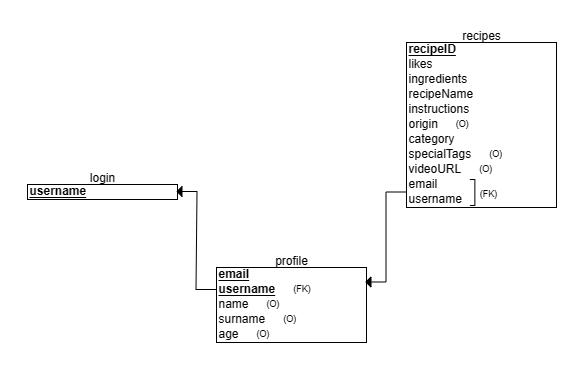 recipes
recipeID
likes
ingredients
recipeName
instructions
origin (O)
category
specialTags (O)
videoURL (O)
email
username (FK)
login
username
profile
email
username (FK)
name (O)
surname (O)
age (O)